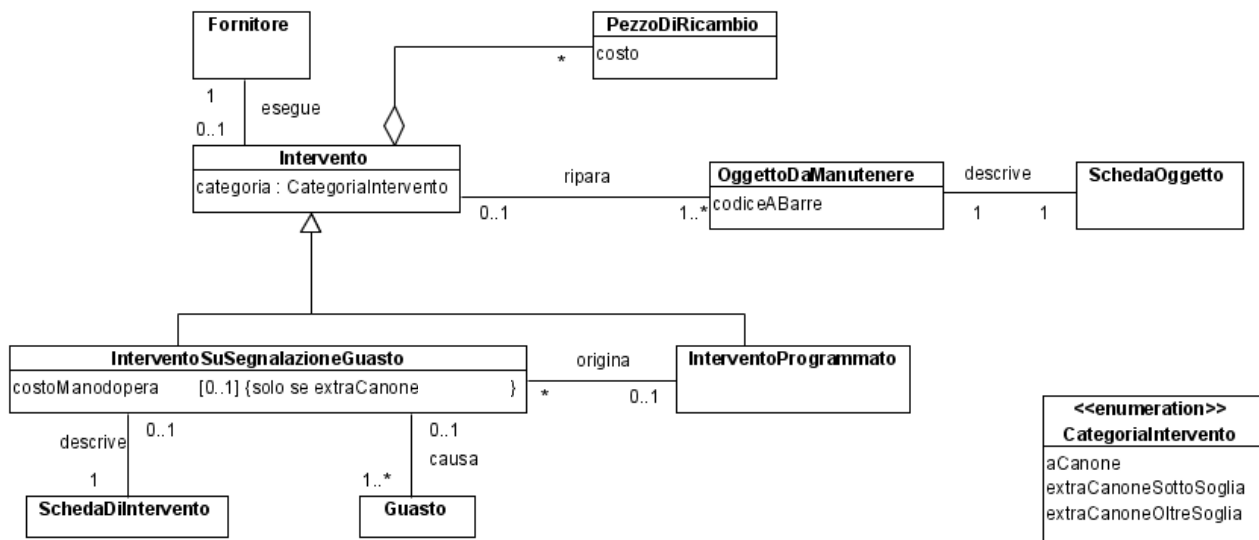 Fornitore
PezzoDiRicambio
costo
*
1
esegue
0..1
Intervento
categoria : CategoriaIntervento
ripara
0..1
1..*
OggettoDaManutenere
codiceABarre
descrive
1
1
SchedaOggetto
InterventoSuSegnalazioneGuasto
costoManodopera [0..1] {solo se extraCanone }
origina
*
0..1
InterventoProgrammato
descrive
0..1
1
0..1
causa
1..*
SchedaDiIntervento
Guasto
<<enumeration>>
CategoriaIntervento
aCanone
extraCanoneSottoSoglia
extraCanoneOltreSoglia